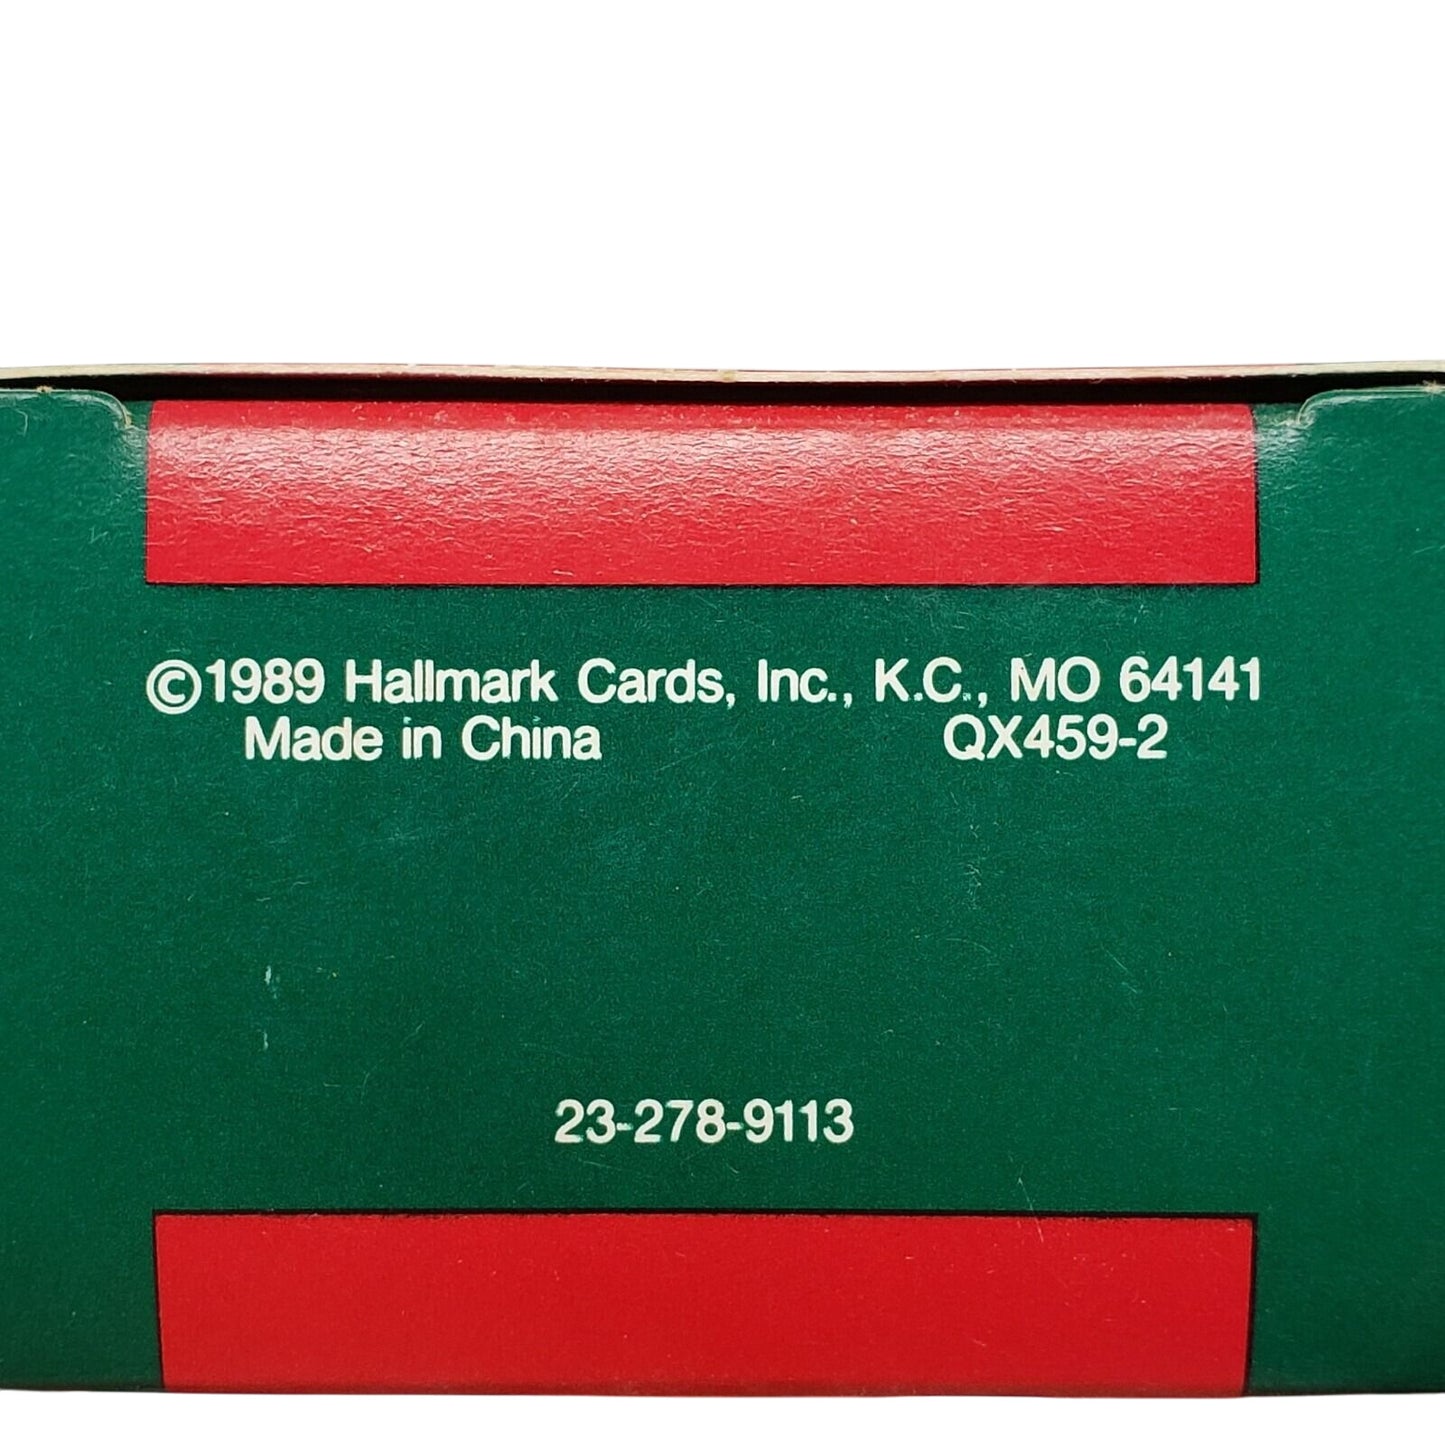 ©1989 Hallmark Cards, Inc., K.C., MO 64141
Made in China QX459-2
23-278-9113